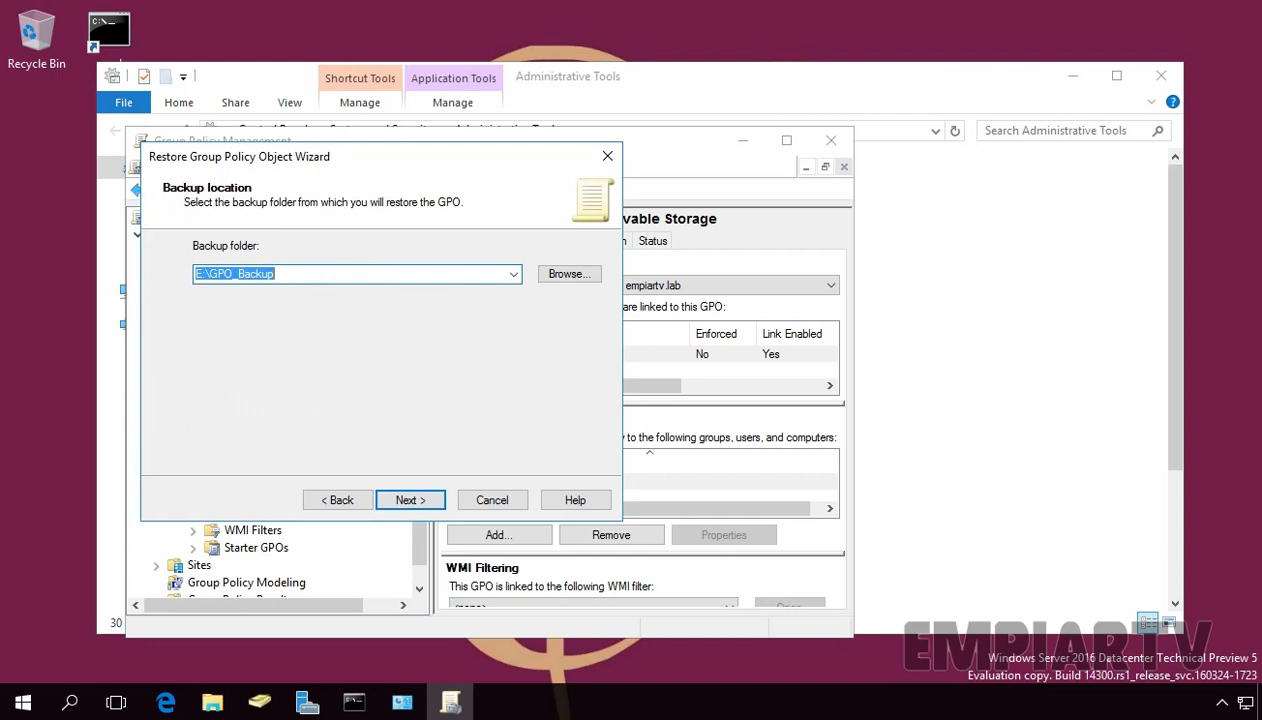 Recycle Bin
Shortcut Tools
Application Tools
Administrative Tools
File
Home
Share
View
Manage
Manage
Search Administrative Tools
Group Policy Management
Restore Group Policy Object Wizard
Backup location
Select the backup folder from which you will restore the GPO.
Backup folder:
E:\GPO_Backup
Browse...
< Back
Next >
Cancel
Help
vable Storage
n
Status
empiartv.lab
are linked to this GPO:
Enforced
Link Enabled
No
Yes
y to the following groups, users, and computers:
Add...
Remove
Properties
WMI Filtering
This GPO is linked to the following WMI filter:
WMI Filters
Starter GPOs
Sites
Group Policy Modeling
30
EMPIARTV
Windows Server 2016 Datacenter Technical Preview 5
Evaluation copy. Build 14300.rs1_release_svc.160324-1723